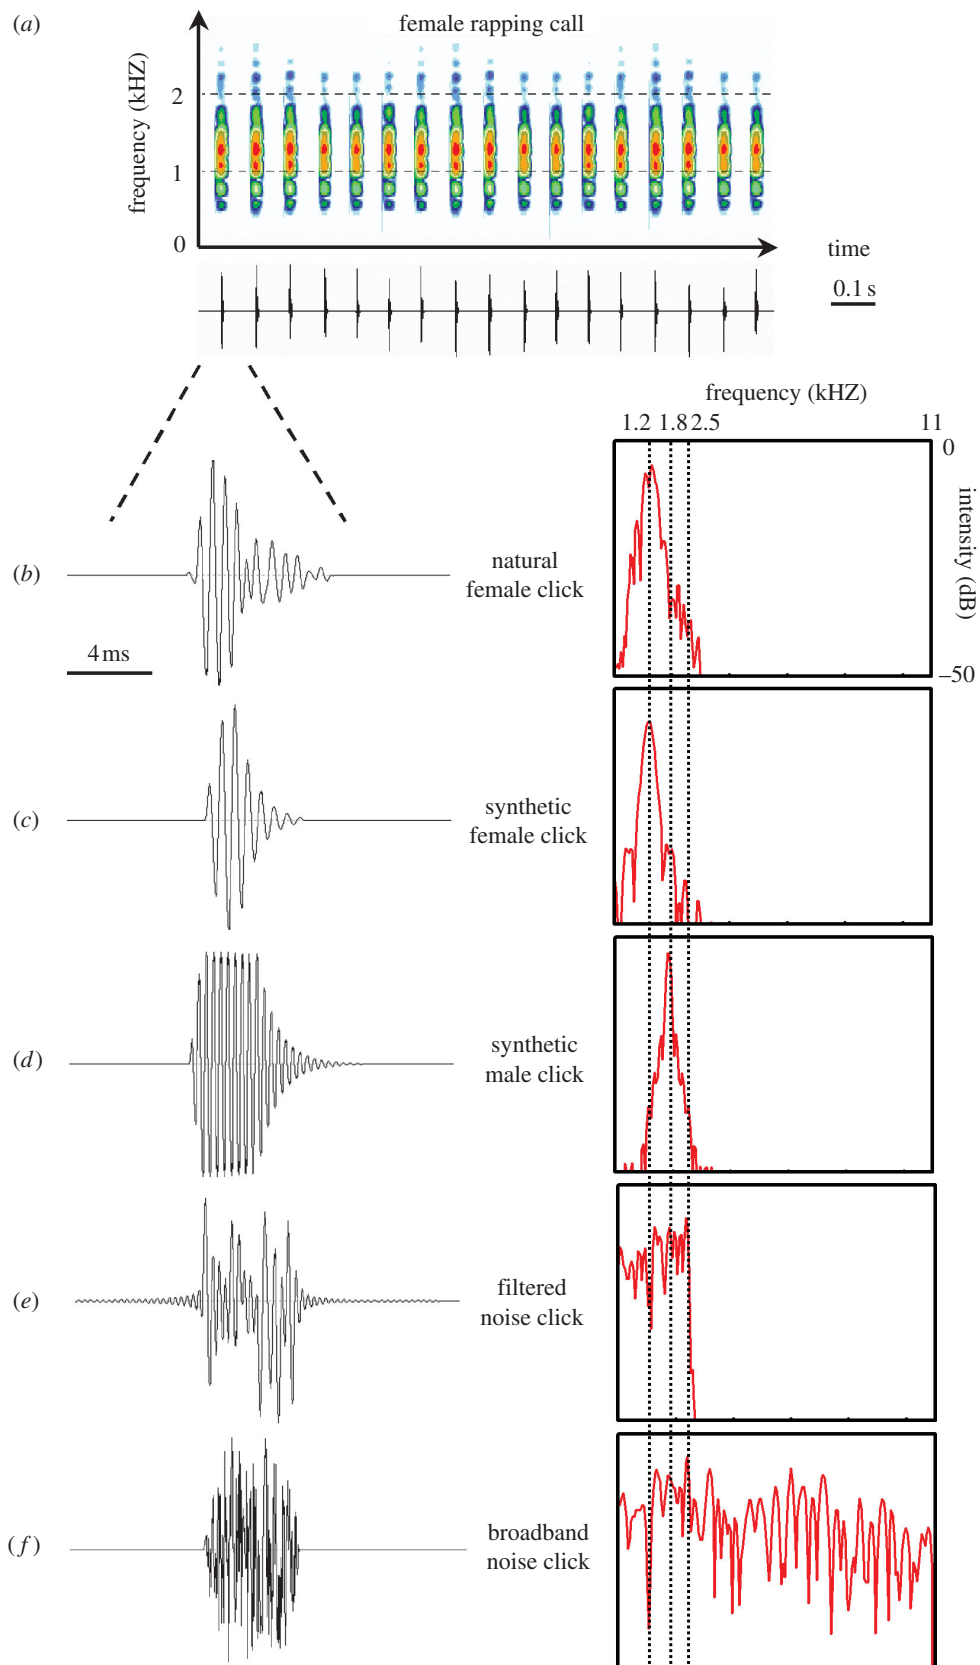 (a)
female rapping call
frequency (kHZ)
2
1
0
time
0.1 s
frequency (kHZ)
1.2 1.8 2.5 11
0
intensity (dB)
−50
(b)
natural
female click
4 ms
(c)
synthetic
female click
(d)
synthetic
male click
(e)
filtered
noise click
(f)
broadband
noise click